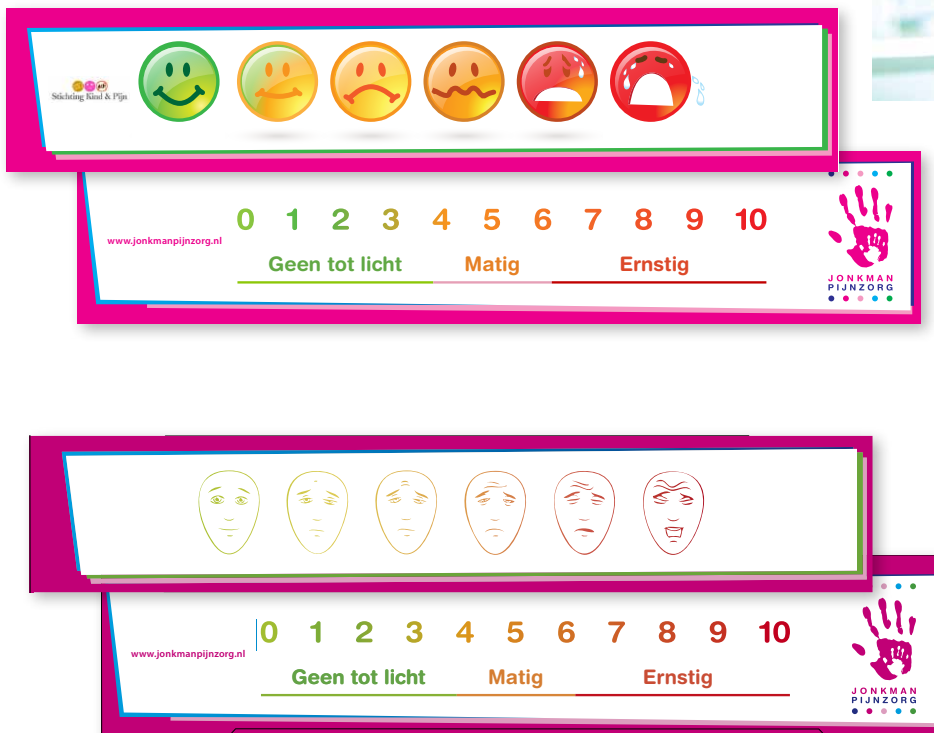 Stichting Kind & Pijn
0 1 2 3 4 5 6 7 8 9 10
www.jonkmanpijnzorg.nl
Geen tot licht Matig Ernstig
JONKMAN
PIJNZORG
0 1 2 3 4 5 6 7 8 9 10
www.jonkmanpijnzorg.nl
Geen tot licht Matig Ernstig
JONKMAN
PIJNZORG